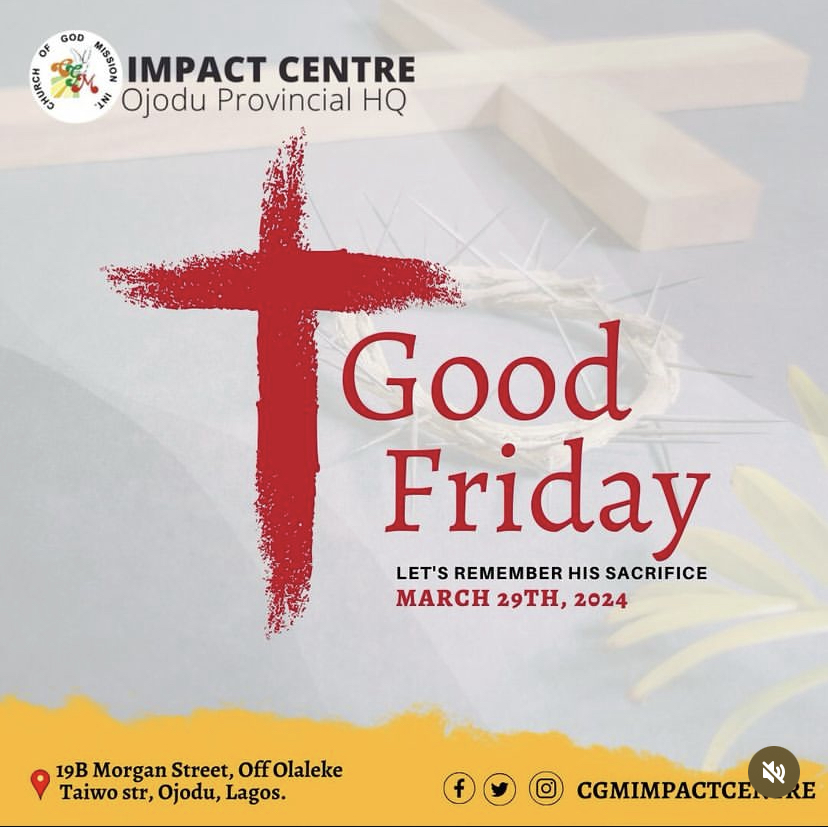 CHURCH OF GOD MISSION INT.
CGM
IMPACT CENTRE
Ojodu Provincial HQ
Good
Friday
LET'S REMEMBER HIS SACRIFICE
MARCH 29TH, 2024
19B Morgan Street, Off Olaleke
Taiwo str, Ojodu, Lagos.
CGMIMPACTCENTRE